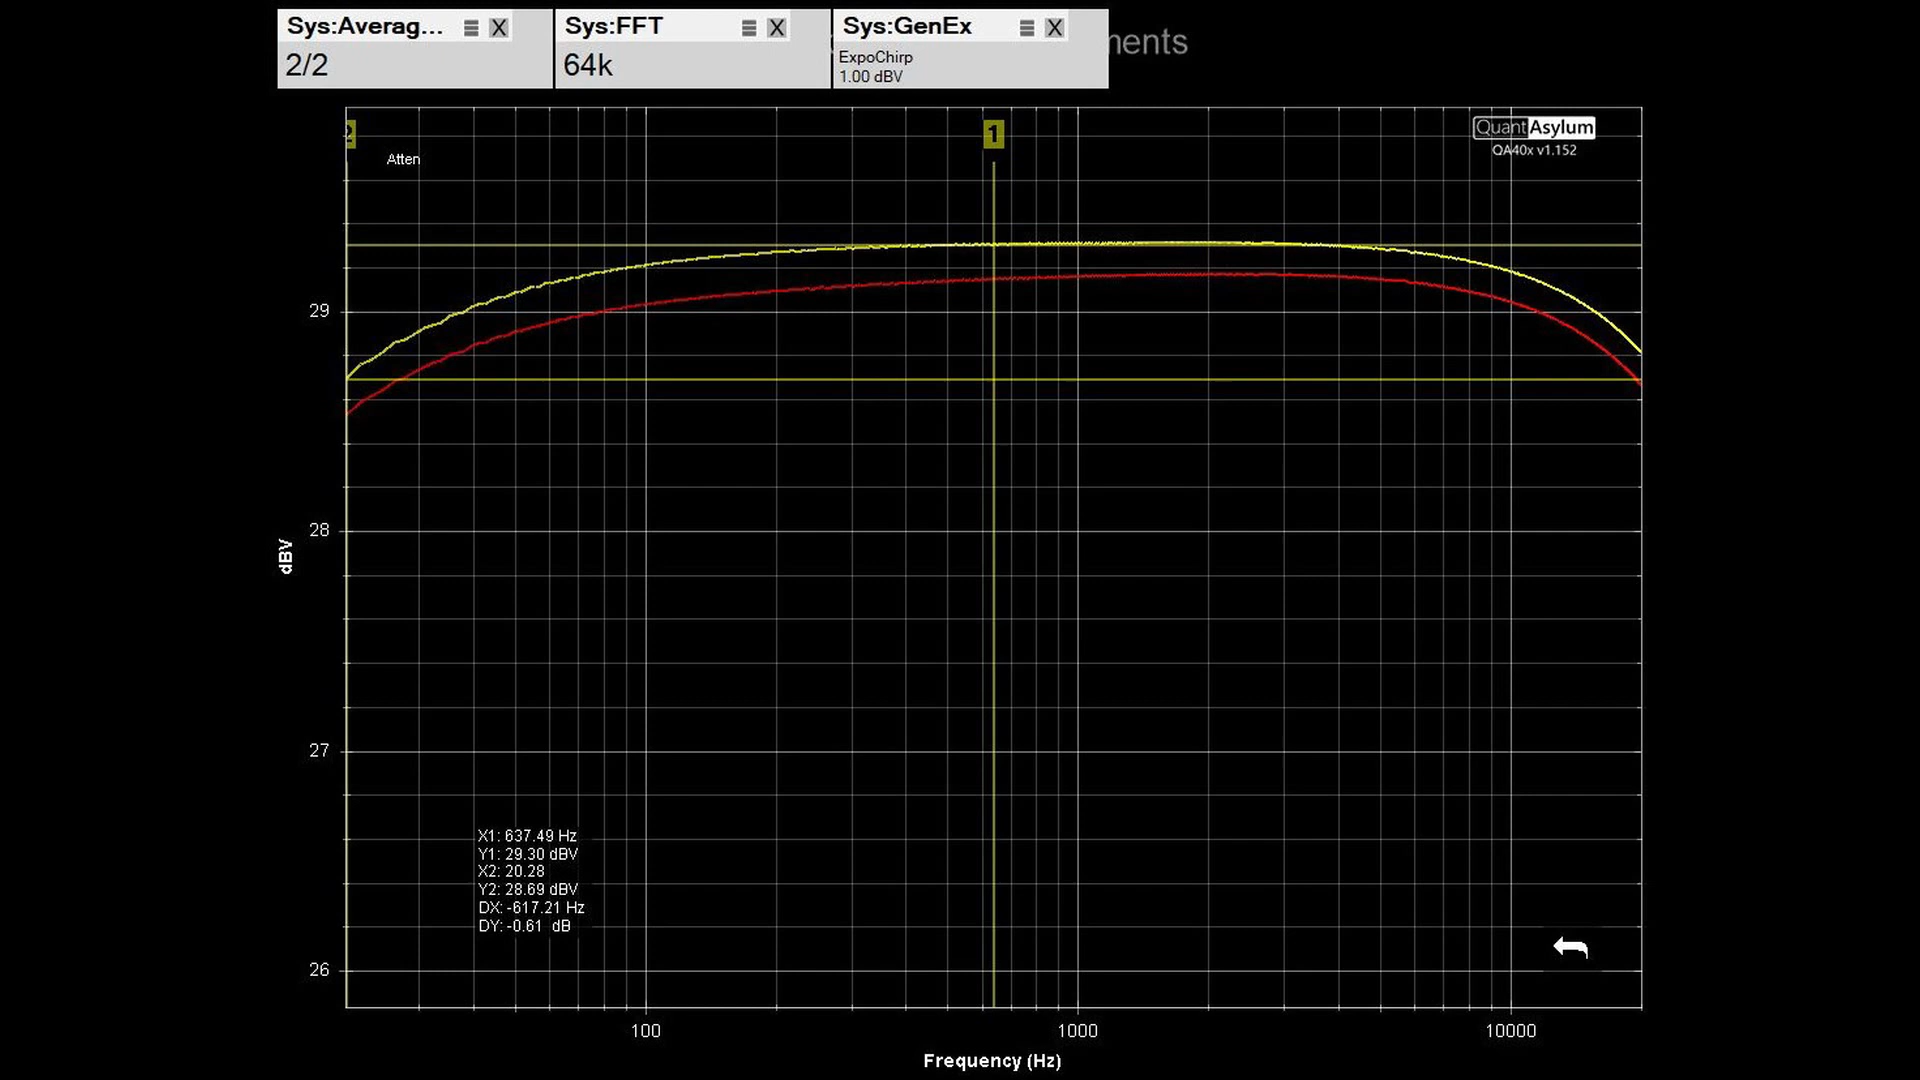 Sys:Averag... X
2/2
Sys:FFT X
64k
Sys:GenEx X
ExpoChirp
1.00 dBV
2
1
QuantAsylum
QA40x v1.152
Atten
29
28
dBV
27
26
X1: 637.49 Hz
Y1: 29.30 dBV
X2: 20.28
Y2: 28.69 dBV
DX: -617.21 Hz
DY: -0.61 dB
100
1000
10000
Frequency (Hz)